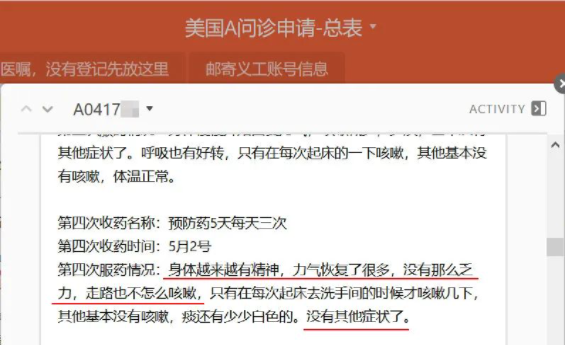 美国A问诊申请-总表
医嘱，没有登记先放这里
邮寄义工账号信息
A0417
ACTIVITY
其他症状了。呼吸也有好转，只有在每次起床的一下咳嗽，其他基本没
有咳嗽，体温正常。
第四次收药名称：预防药5天每天三次
第四次收药时间：5月2号
第四次服药情况：身体越来越有精神，力气恢复了很多，没有那么乏
力，走路也不怎么咳嗽，只有在每次起床去洗手间的时候才咳嗽几下，
其他基本没有咳嗽，痰还有少少白色的。没有其他症状了。